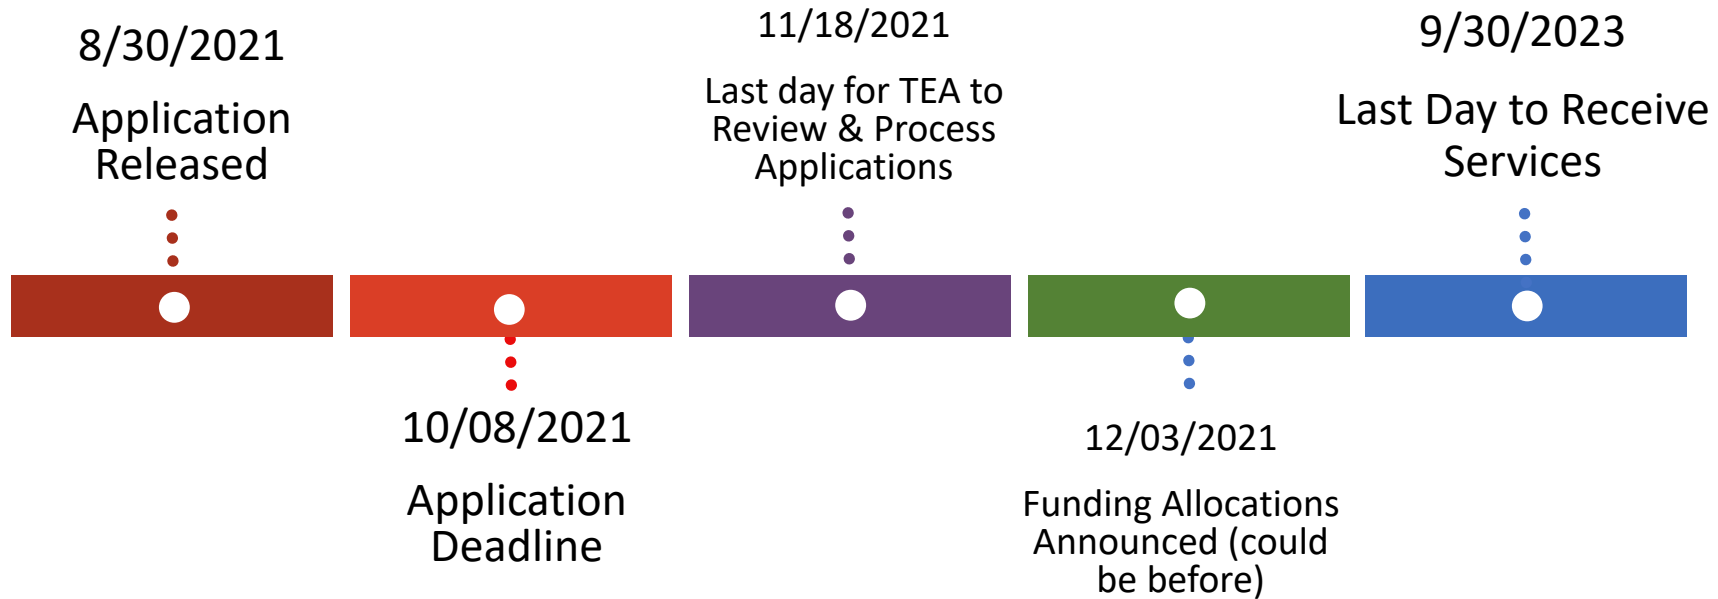 8/30/2021
Application
Released
10/08/2021
Application
Deadline
11/18/2021
Last day for TEA to
Review & Process
Applications
12/03/2021
Funding Allocations
Announced (could
be before)
9/30/2023
Last Day to Receive
Services